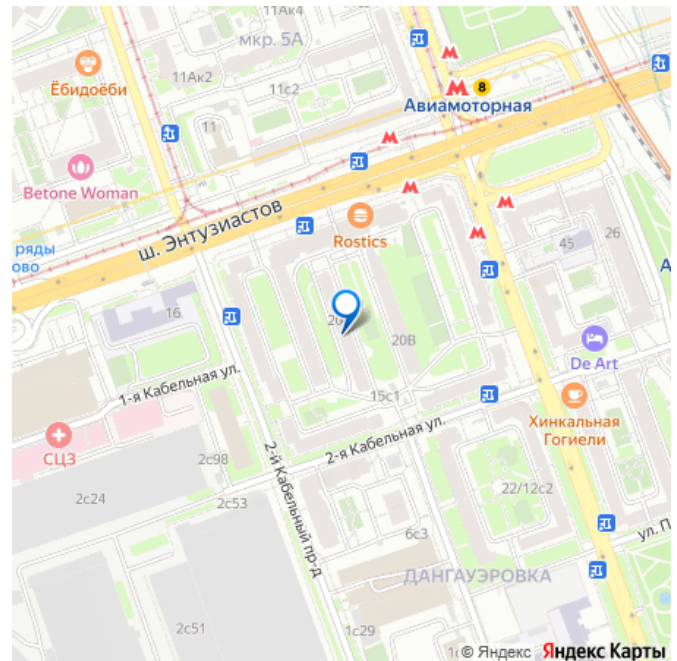 11Ак4
мкр. 5А
Ёбидоёби
11Ак2
11с2
8
Авиамоторная
11
Betone Woman
ш. Энтузиастов
Rostics
ряды
ово
45
26
А
16
20В
De Art
1-я Кабельная ул.
15с1
Хинкальная
Гогиели
2-я Кабельная ул.
СЦЗ
2с98
2с24
2с53
2-й Кабельный пр-д
22/12с2
6с3
ул. П
ДАНГАУЭРОВКА
2с51
1с29
© Яндекс Яндекс Карты